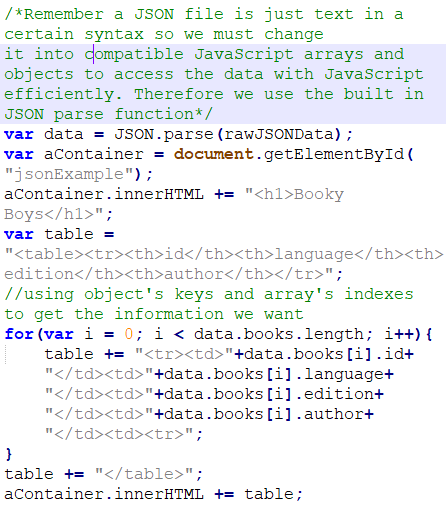 /*Remember a JSON file is just text in a
certain syntax so we must change
it into compatible JavaScript arrays and
objects to access the data with JavaScript
efficiently. Therefore we use the built in
JSON parse function*/
var data = JSON.parse(rawJSONData);
var aContainer = document.getElementById(
"jsonExample");
aContainer.innerHTML += "<h1>Booky
Boys</h1>";
var table =
"<table><tr><th>id</th><th>language</th><th>
edition</th><th>author</th></tr>";
//using object's keys and array's indexes
to get the information we want
for(var i = 0; i < data.books.length; i++){
    table += "<tr><td>"+data.books[i].id+
    "</td><td>"+data.books[i].language+
    "</td><td>"+data.books[i].edition+
    "</td><td>"+data.books[i].author+
    "</td><td><tr>";
}
table += "</table>";
aContainer.innerHTML += table;